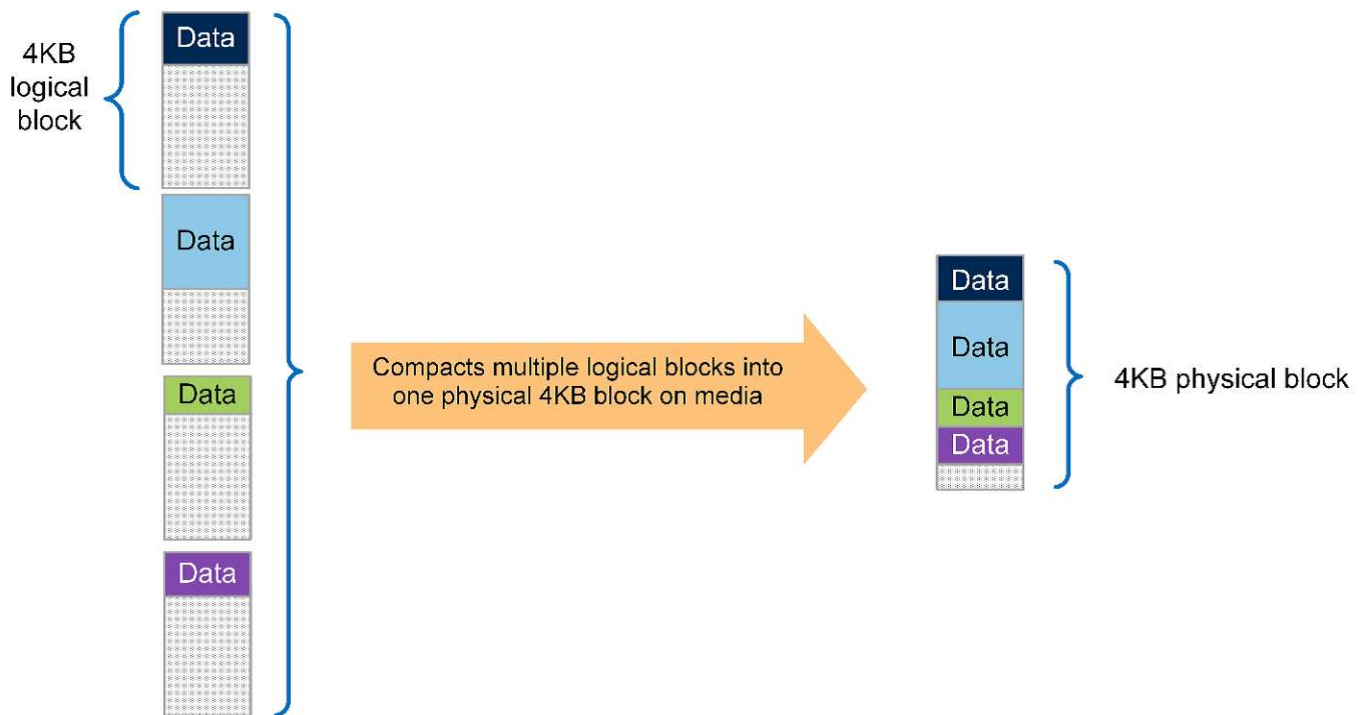 4KB
logical
block
Data
Data
Data
Data
Compacts multiple logical blocks into
one physical 4KB block on media
Data
Data
Data
Data
4KB physical block